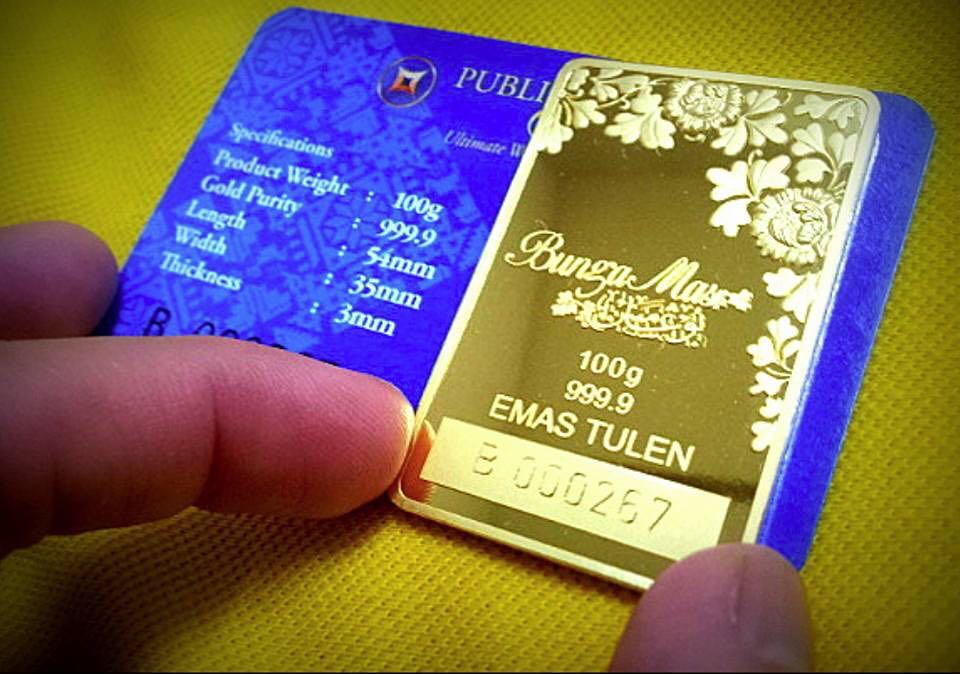 PUBLI
Ultimate W
Specifications
Product Weight : 100g
Gold Purity : 999.9
Length : 54mm
Width : 35mm
Thickness : 3mm
Bunga Mas
100g
999.9
EMAS TULEN
B 000267